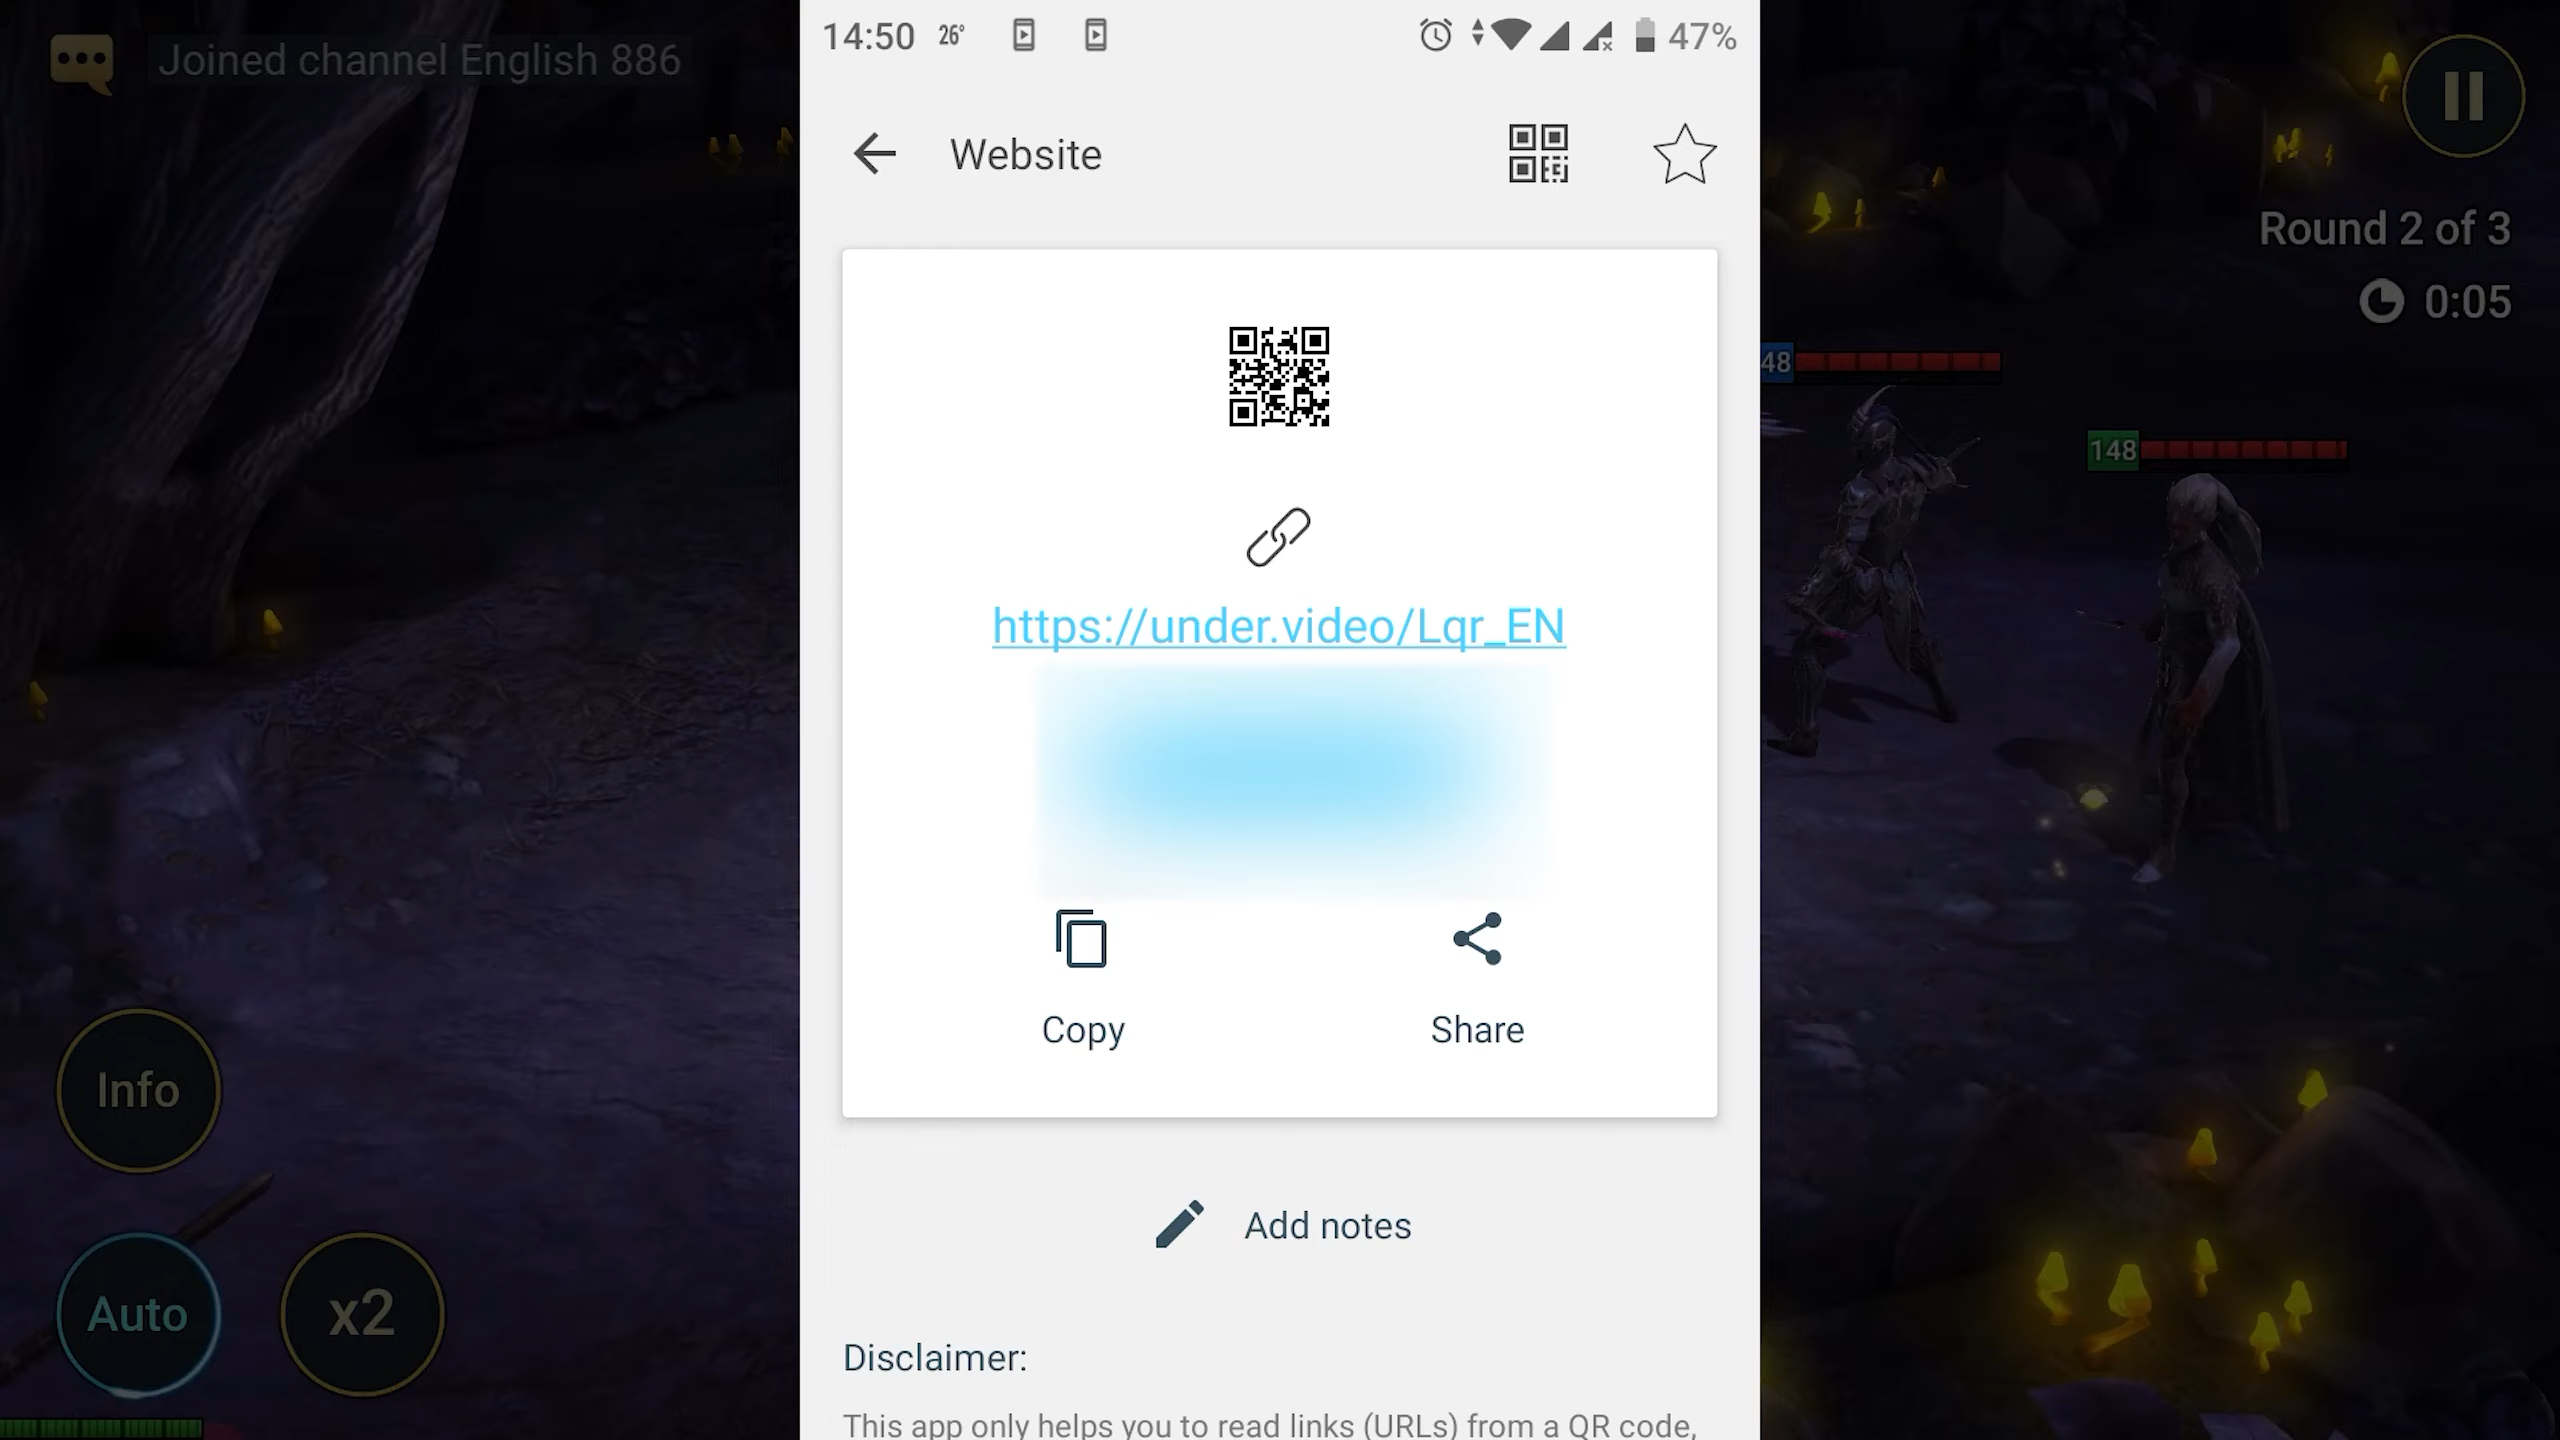 Joined channel English 886
14:50 26° 47%
Website
https://under.video/Lqr_EN
Copy
Share
Add notes
Disclaimer:
This app only helps you to read links (URLs) from a QR code,
Round 2 of 3
0:05
48
148
Info
Auto
x2